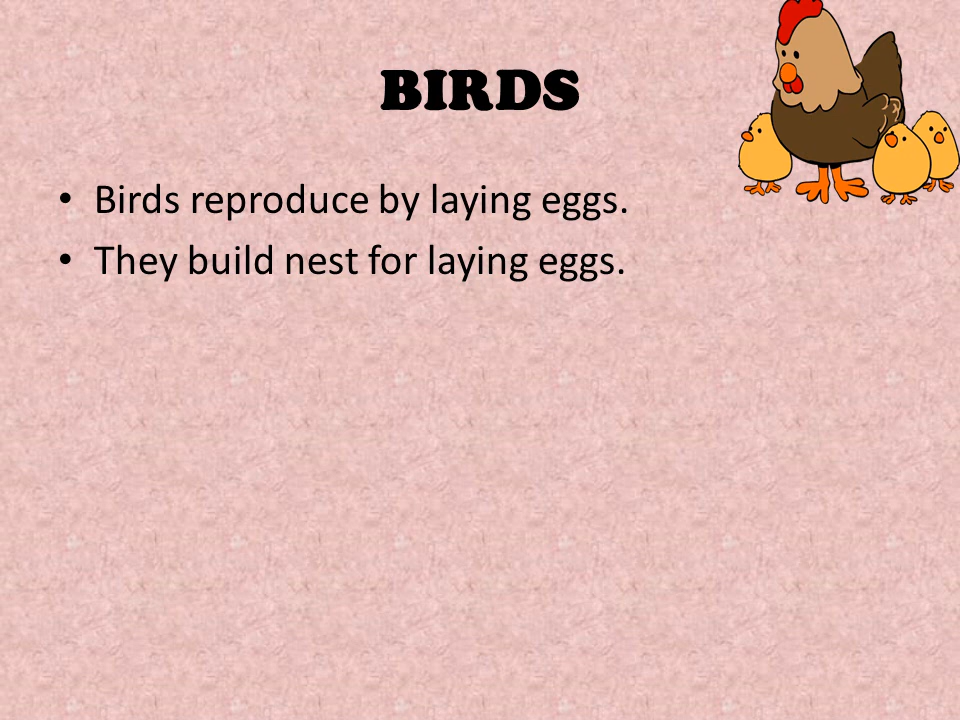 BIRDS
• Birds reproduce by laying eggs.
• They build nest for laying eggs.